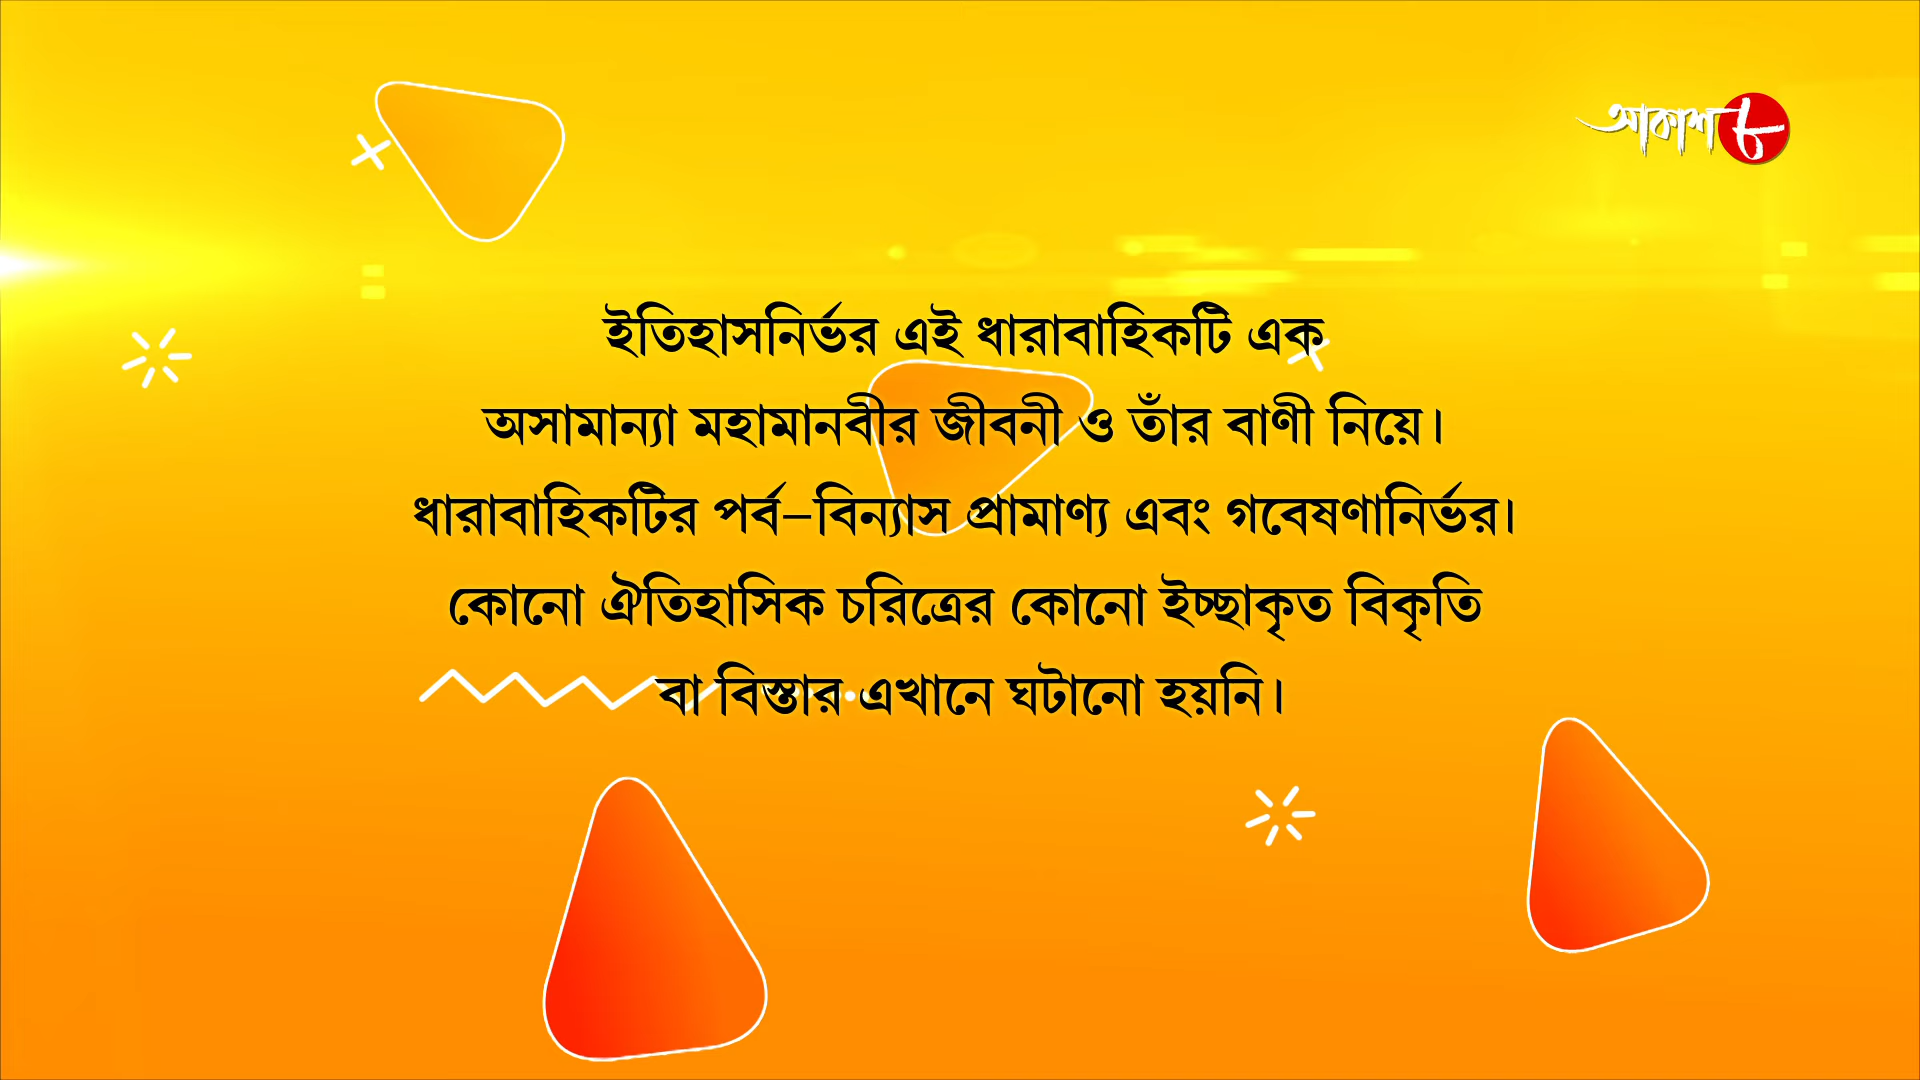 আকাশ ৮
ইতিহাসনির্ভর এই ধারাবাহিকটি এক
অসামান্যা মহামানবীর জীবনী ও তাঁর বাণী নিয়ে।
ধারাবাহিকটির পর্ব–বিন্যাস প্রামাণ্য এবং গবেষণানির্ভর।
কোনো ঐতিহাসিক চরিত্রের কোনো ইচ্ছাকৃত বিকৃতি
বা বিস্তার এখানে ঘটানো হয়নি।